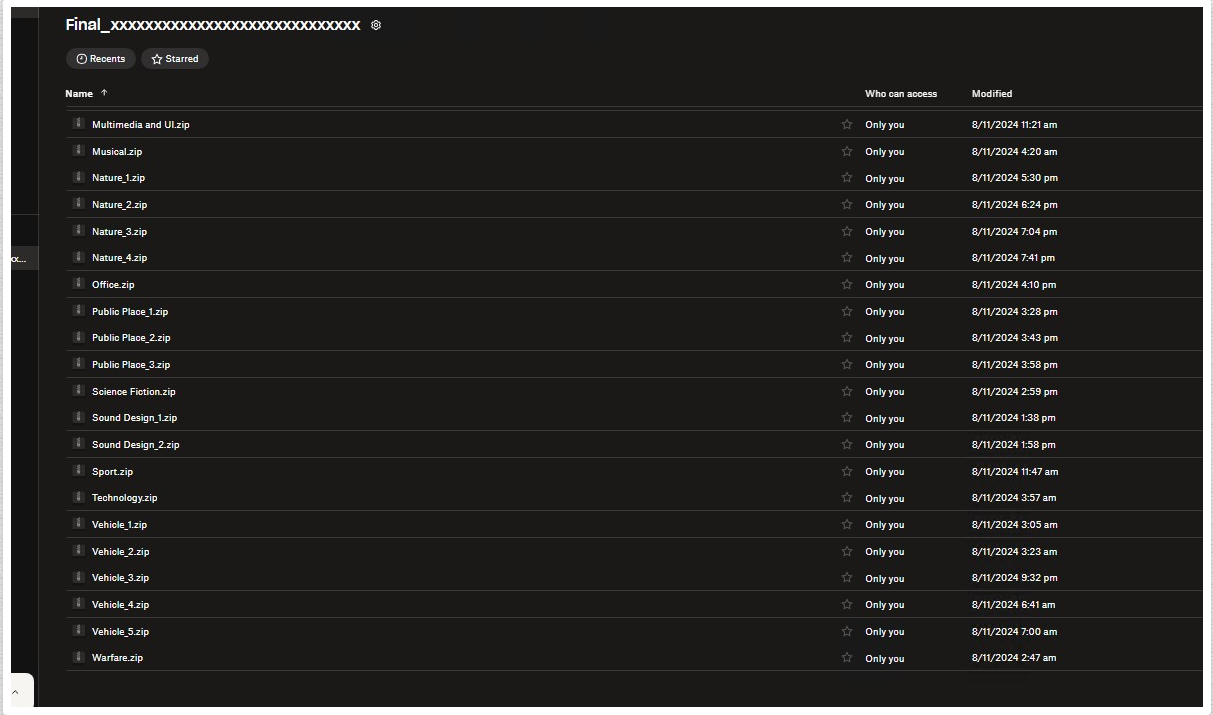 Final_xxxxxxxxxxxxxxxxxxxxxxxxxxxxx
Recents Starred
Name Who can access Modified
Multimedia and UI.zip Only you 8/11/2024 11:21 am
Musical.zip Only you 8/11/2024 4:20 am
Nature_1.zip Only you 8/11/2024 5:30 pm
Nature_2.zip Only you 8/11/2024 6:24 pm
Nature_3.zip Only you 8/11/2024 7:04 pm
xx... Nature_4.zip Only you 8/11/2024 7:41 pm
Office.zip Only you 8/11/2024 4:10 pm
Public Place_1.zip Only you 8/11/2024 3:28 pm
Public Place_2.zip Only you 8/11/2024 3:43 pm
Public Place_3.zip Only you 8/11/2024 3:58 pm
Science Fiction.zip Only you 8/11/2024 2:59 pm
Sound Design_1.zip Only you 8/11/2024 1:38 pm
Sound Design_2.zip Only you 8/11/2024 1:58 pm
Sport.zip Only you 8/11/2024 11:47 am
Technology.zip Only you 8/11/2024 3:57 am
Vehicle_1.zip Only you 8/11/2024 3:05 am
Vehicle_2.zip Only you 8/11/2024 3:23 am
Vehicle_3.zip Only you 8/11/2024 9:32 pm
Vehicle_4.zip Only you 8/11/2024 6:41 am
Vehicle_5.zip Only you 8/11/2024 7:00 am
Warfare.zip Only you 8/11/2024 2:47 am